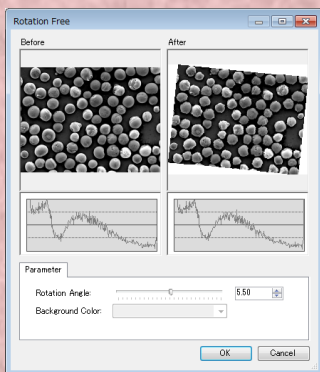 Rotation Free
Before
After
Parameter
Rotation Angle:
5.50
Background Color:
OK
Cancel